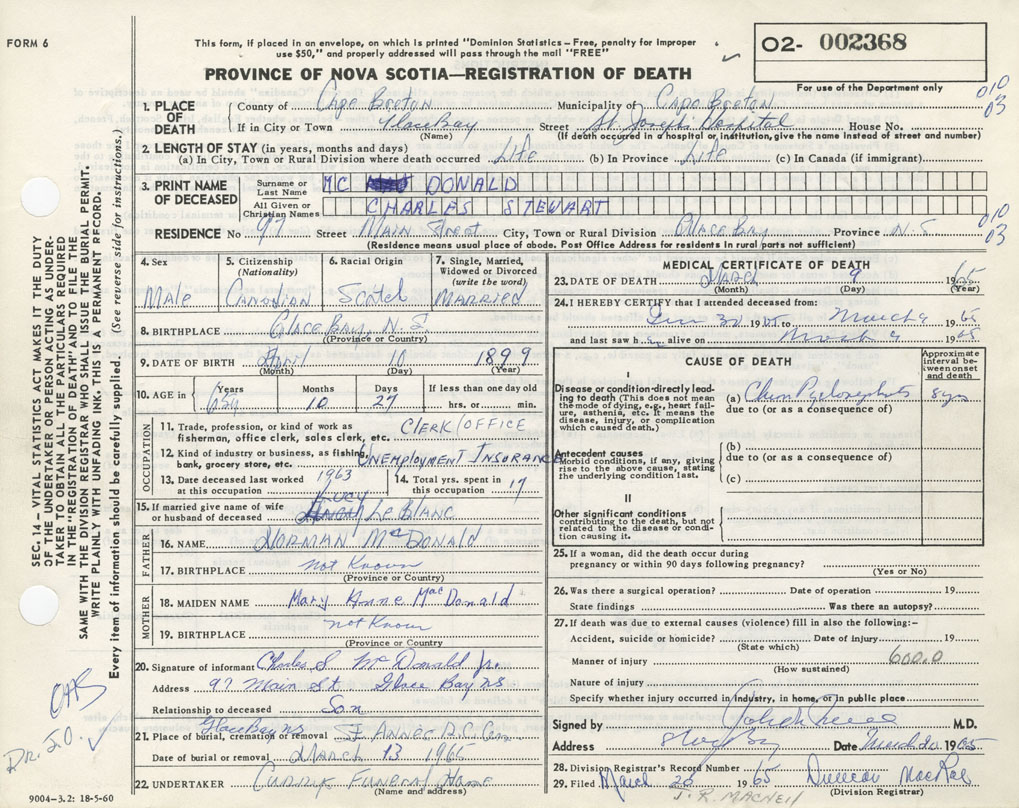 FORM 6
This form, if placed in an envelope, on which is printed "Dominion Statistics—Free, penalty for improper
use $50," and properly addressed will pass through the mail "FREE"
02- 002368
For use of the Department only
PROVINCE OF NOVA SCOTIA—REGISTRATION OF DEATH
010
03
1. PLACE OF DEATH
County of Cape Breton Municipality of Cape Breton
If in City or Town Glace Bay Street St. Joseph Hospital House No.
(Name) (If death occurred in a hospital or institution, give the name instead of street and number)
2. LENGTH OF STAY (in years, months and days)
(a) In City, Town or Rural Division where death occurred Life (b) In Province Life (c) In Canada (if immigrant)
3. PRINT NAME OF DECEASED
Surname or Last Name MC DONALD
All Given or Christian Names CHARLES STEWART
010
03
RESIDENCE No 97 Street Main Street City, Town or Rural Division Glace Bay Province N.S
(Residence means usual place of abode. Post Office Address for residents in rural parts not sufficient)
4. Sex
Male
5. Citizenship
(Nationality)
Canadian
6. Racial Origin
Scotch
7. Single, Married,
Widowed or Divorced
(write the word)
MARRIED
8. BIRTHPLACE Glace Bay, N.S.
(Province or Country)
9. DATE OF BIRTH April 10 1899
(Month) (Day) (Year)
10. AGE in
Years Months Days If less than one day old
10 27 hrs. or min.
OCCUPATION
11. Trade, profession, or kind of work as CLERK (OFFICE
fisherman, office clerk, sales clerk, etc.
12. Kind of industry or business, as fishing, UNEMPLOYMENT INSURANCE
bank, grocery store, etc.
13. Date deceased last worked 1963
at this occupation
14. Total yrs. spent in
this occupation 17
15. If married give name of wife Lucy
or husband of deceased Le Blanc
FATHER
16. NAME NORMAN McDONALD
17. BIRTHPLACE not Known
(Province or Country)
MOTHER
18. MAIDEN NAME Mary Anne MacDonald
19. BIRTHPLACE not Known
(Province or Country)
20. Signature of informant Charles S McDonald Jr.
Address 97 Main St Glace Bay NS
Relationship to deceased Son
Glace Bay NS
21. Place of burial, cremation or removal St Annes R.C. Cem
Date of burial or removal March 13 1965
22. UNDERTAKER Curry Funeral Home
(Name and address)
9004—3.2: 18-5-60
MEDICAL CERTIFICATE OF DEATH
23. DATE OF DEATH March 9 1965
(Month) (Day) (Year)
24. I HEREBY CERTIFY that I attended deceased from:
30 1965 to March 9 1965
and last saw h im alive on March 9 1965
CAUSE OF DEATH
Approximate interval between onset and death
I
Disease or condition directly leading to death (This does not mean the mode of dying, e.g., heart failure, asthenia, etc. It means the disease, injury, or complication which caused death.)
(a) Chron Pyelonephritis 8 yrs
due to (or as a consequence of)
Antecedent causes
Morbid conditions, if any, giving rise to the above cause, stating the underlying condition last.
(b)
due to (or as a consequence of)
(c)
II
Other significant conditions
contributing to the death, but not related to the disease or condition causing it.
25. If a woman, did the death occur during
pregnancy or within 90 days following pregnancy?
(Yes or No)
26. Was there a surgical operation? Date of operation 19
State findings Was there an autopsy?
27. If death was due to external causes (violence) fill in also the following:-
Accident, suicide or homicide? Date of injury 19
(State which)
Manner of injury 600.0
(How sustained)
Nature of injury
Specify whether injury occurred in industry, in home, or in public place
Signed by M.D.
Address Date March 20 1965
28. Division Registrar's Record Number
29. Filed March 20 1965 Duncan MacRae
(Division Registrar)
J. R. MACNEIL
SEC. 14 — VITAL STATISTICS ACT MAKES IT THE DUTY
OF THE UNDERTAKER OR PERSON ACTING AS UNDER-
TAKER TO OBTAIN ALL THE PARTICULARS REQUIRED
IN THE "REGISTRATION OF DEATH" AND TO FILE THE
SAME WITH THE DIVISION REGISTRAR WHO SHALL ISSUE THE BURIAL PERMIT.
WRITE PLAINLY WITH UNFADING INK. THIS IS A PERMANENT RECORD.
Every item of information should be carefully supplied. (See reverse side for instructions.)
OAS
DR. J.O.